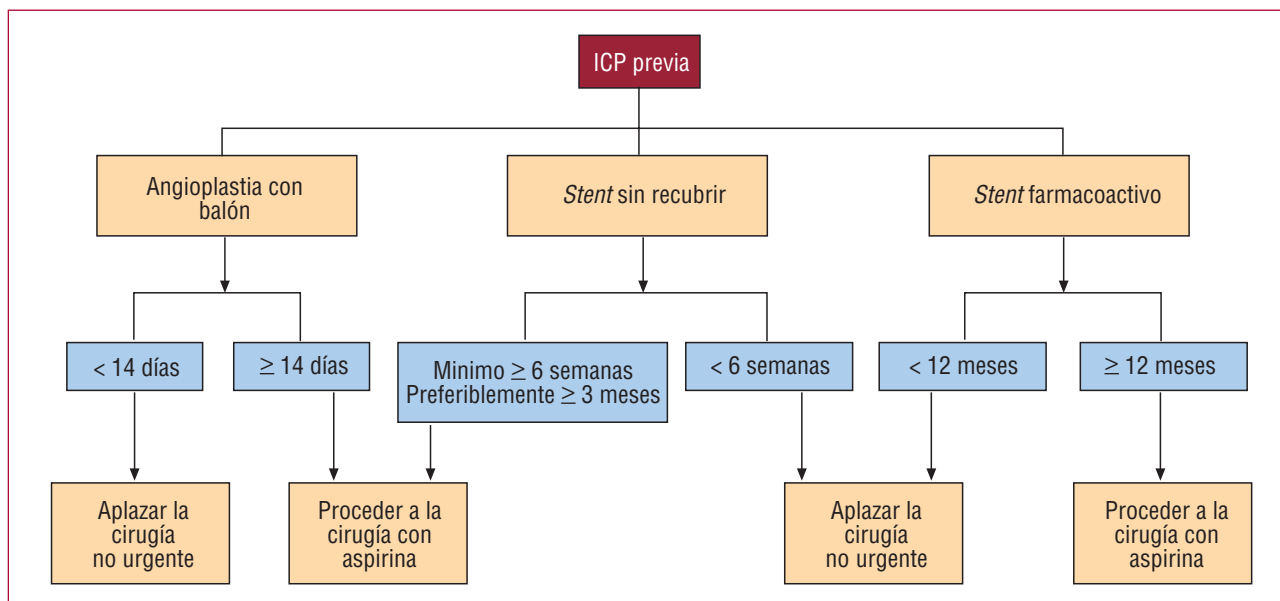 ICP previa
Angioplastia con
balón
Stent sin recubrir
Stent farmacoactivo
< 14 días
≥ 14 días
Minimo ≥ 6 semanas
Preferiblemente ≥ 3 meses
< 6 semanas
< 12 meses
≥ 12 meses
Aplazar la
cirugía
no urgente
Proceder a la
cirugía con
aspirina
Aplazar la
cirugía
no urgente
Proceder a la
cirugía con
aspirina